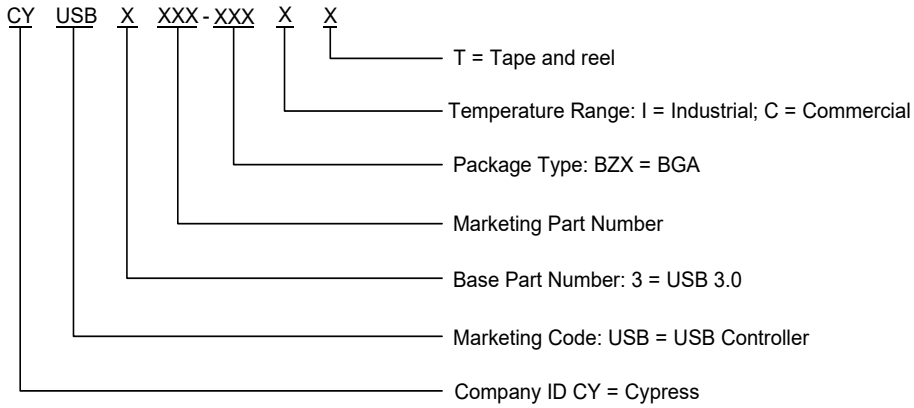 CY USB X XXX-XXX X X
T = Tape and reel
Temperature Range: I = Industrial; C = Commercial
Package Type: BZX = BGA
Marketing Part Number
Base Part Number: 3 = USB 3.0
Marketing Code: USB = USB Controller
Company ID CY = Cypress